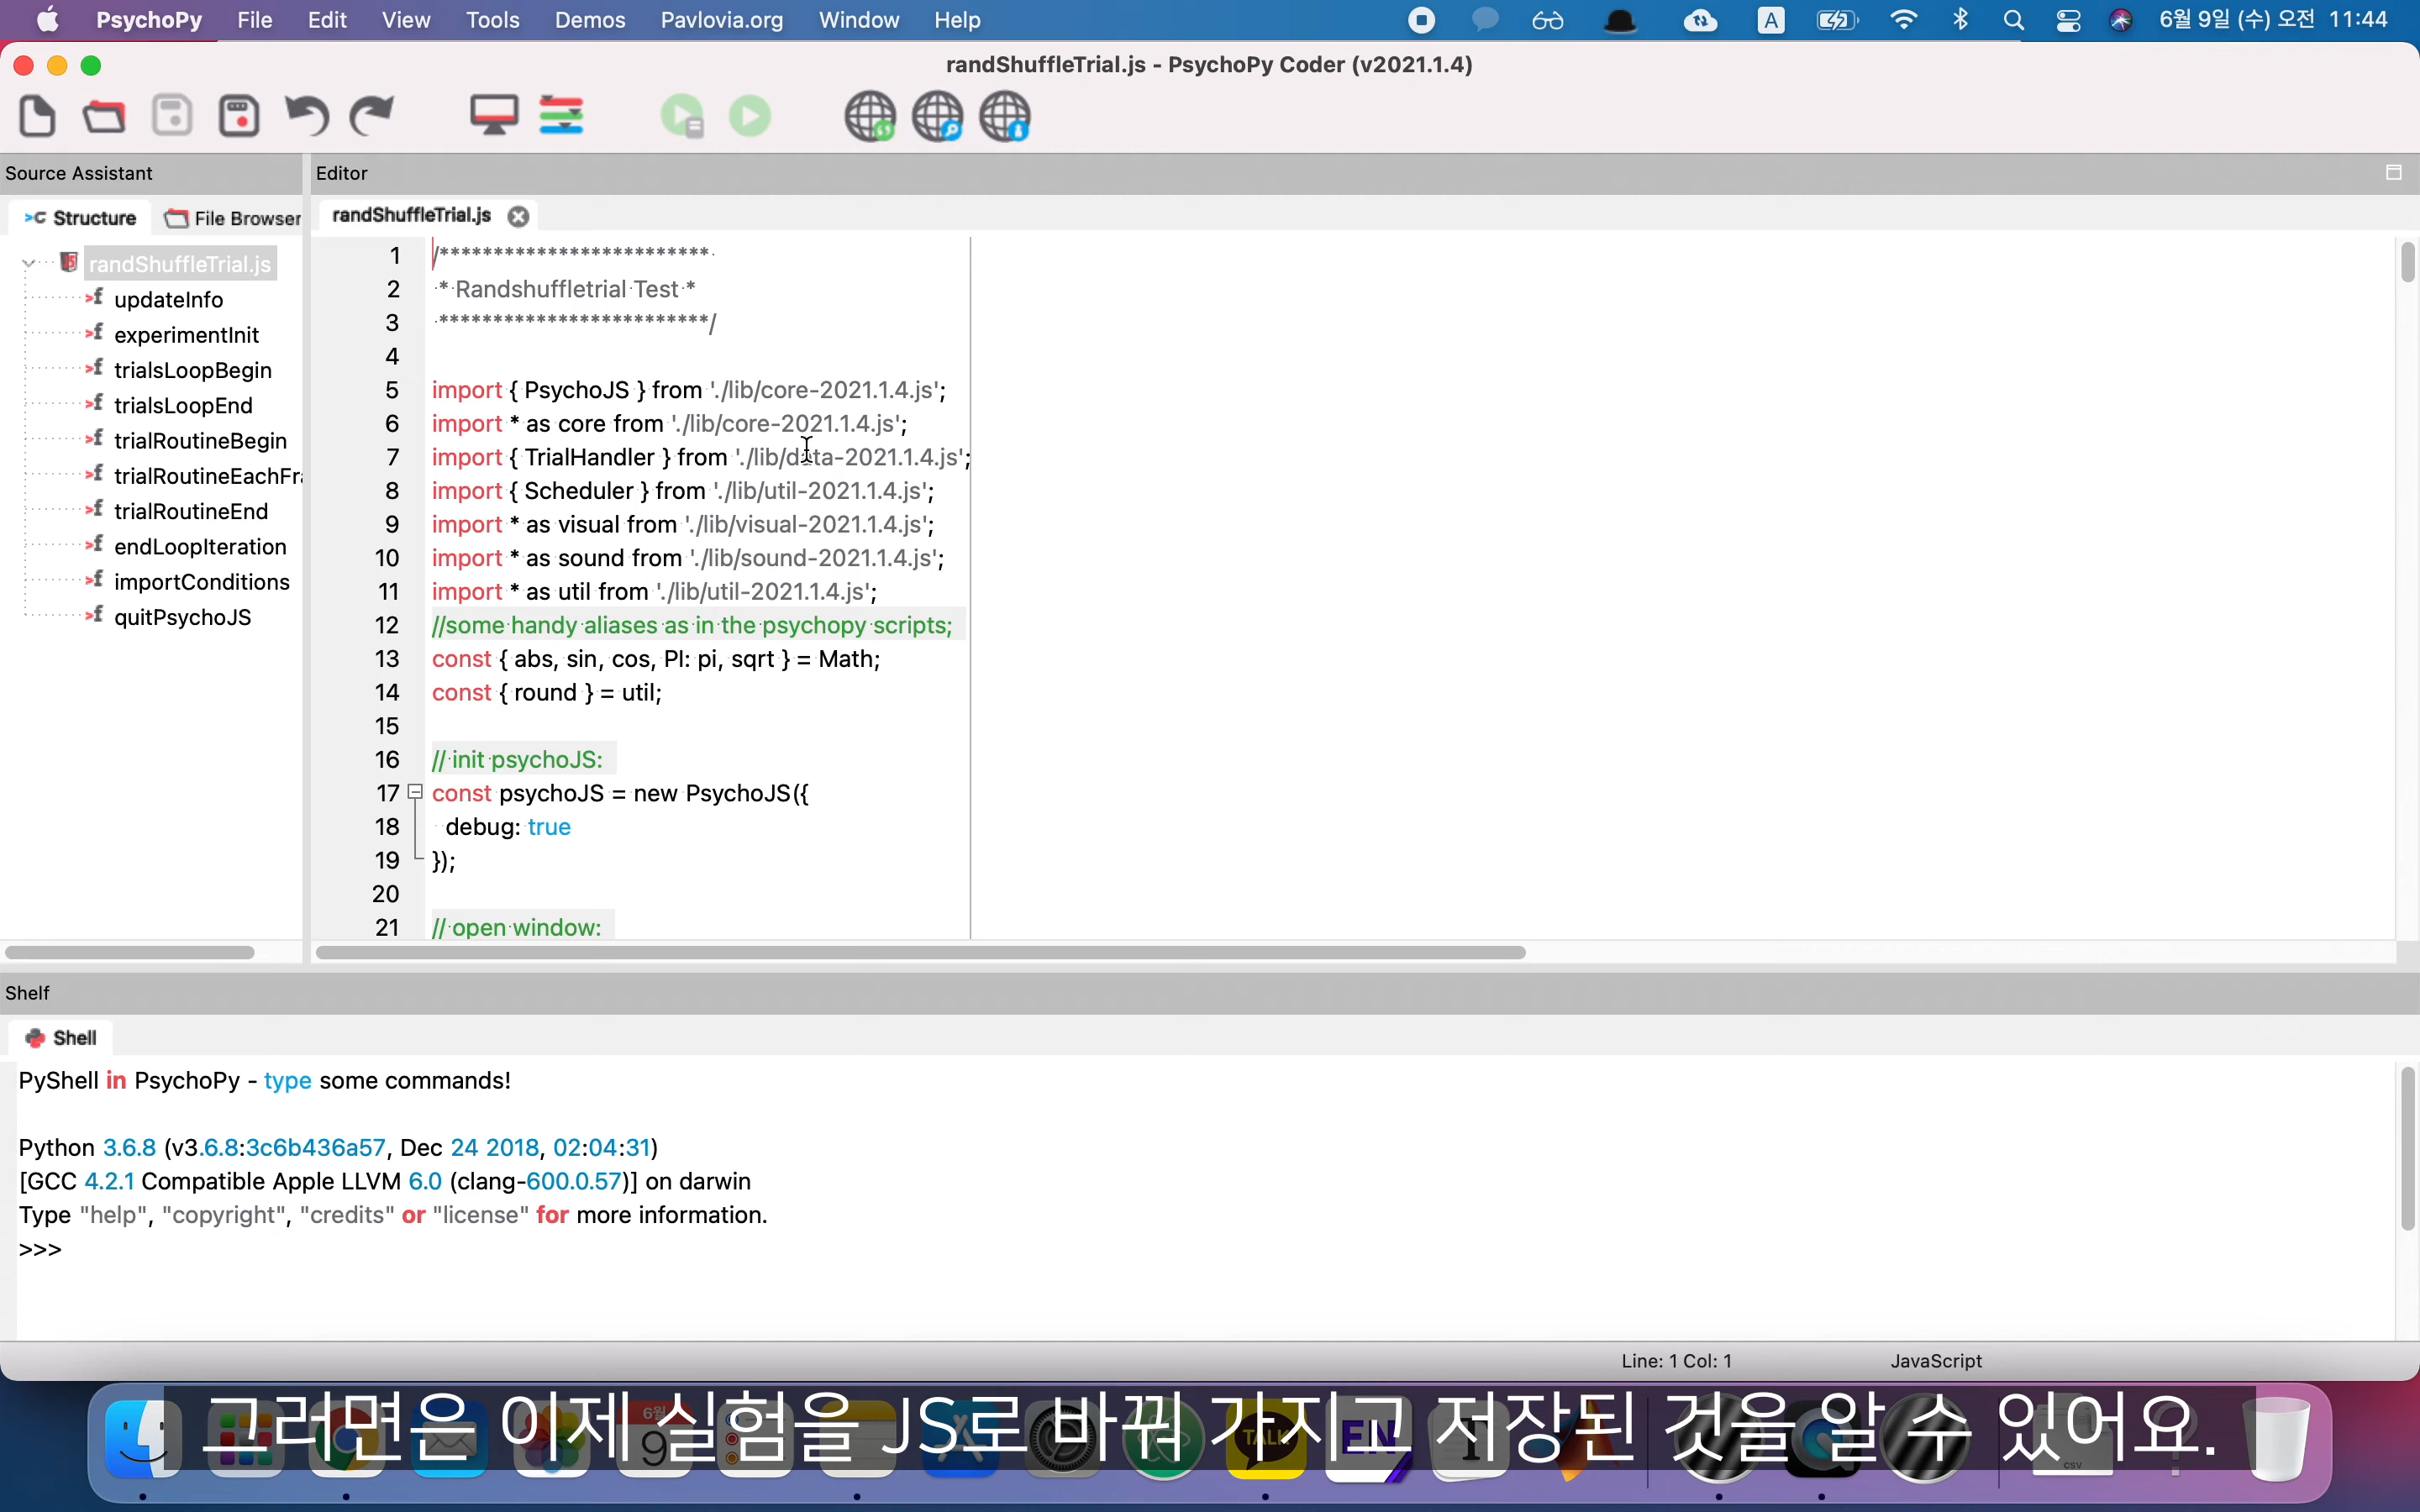 PsychoPy File Edit View Tools Demos Pavlovia.org Window Help A 6월 9일 (수) 오전 11:44
randShuffleTrial.js - PsychoPy Coder (v2021.1.4)
Source Assistant
Editor
Structure File Browser
randShuffleTrial.js
randShuffleTrial.js
updateInfo
experimentInit
trialsLoopBegin
trialsLoopEnd
trialRoutineBegin
trialRoutineEachFra
trialRoutineEnd
endLoopIteration
importConditions
quitPsychoJS
1 /*************************
2 * Randshuffletrial Test *
3 *************************/
4
5 import { PsychoJS } from './lib/core-2021.1.4.js';
6 import * as core from './lib/core-2021.1.4.js';
7 import { TrialHandler } from './lib/data-2021.1.4.js';
8 import { Scheduler } from './lib/util-2021.1.4.js';
9 import * as visual from './lib/visual-2021.1.4.js';
10 import * as sound from './lib/sound-2021.1.4.js';
11 import * as util from './lib/util-2021.1.4.js';
12 //some handy aliases as in the psychopy scripts;
13 const { abs, sin, cos, PI: pi, sqrt } = Math;
14 const { round } = util;
15
16 // init psychoJS:
17 const psychoJS = new PsychoJS({
18 debug: true
19 });
20
21 // open window:
Shelf
Shell
PyShell in PsychoPy - type some commands!
Python 3.6.8 (v3.6.8:3c6b436a57, Dec 24 2018, 02:04:31)
[GCC 4.2.1 Compatible Apple LLVM 6.0 (clang-600.0.57)] on darwin
Type "help", "copyright", "credits" or "license" for more information.
>>>
Line: 1 Col: 1 JavaScript
그러면은 이제 실험을 JS로 바꿔 가지고 저장된 것을 알 수 있어요.
6월
9
TALK
EN
T
CSV